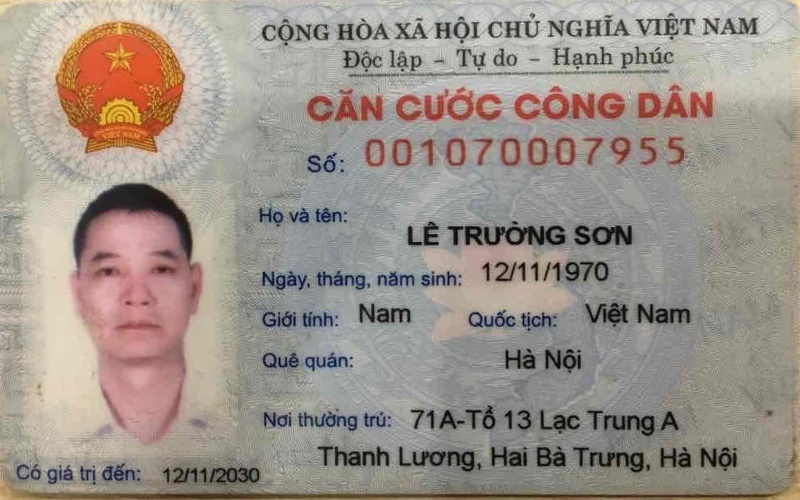 CỘNG HÒA XÃ HỘI CHỦ NGHĨA VIỆT NAM
Độc lập - Tự do - Hạnh phúc
CĂN CƯỚC CÔNG DÂN
Số: 001070007955
Họ và tên:
LÊ TRƯỜNG SƠN
Ngày, tháng, năm sinh: 12/11/1970
Giới tính: Nam Quốc tịch: Việt Nam
Quê quán: Hà Nội
Nơi thường trú: 71A-Tổ 13 Lạc Trung A
Thanh Lương, Hai Bà Trưng, Hà Nội
Có giá trị đến: 12/11/2030
VIỆT NAM